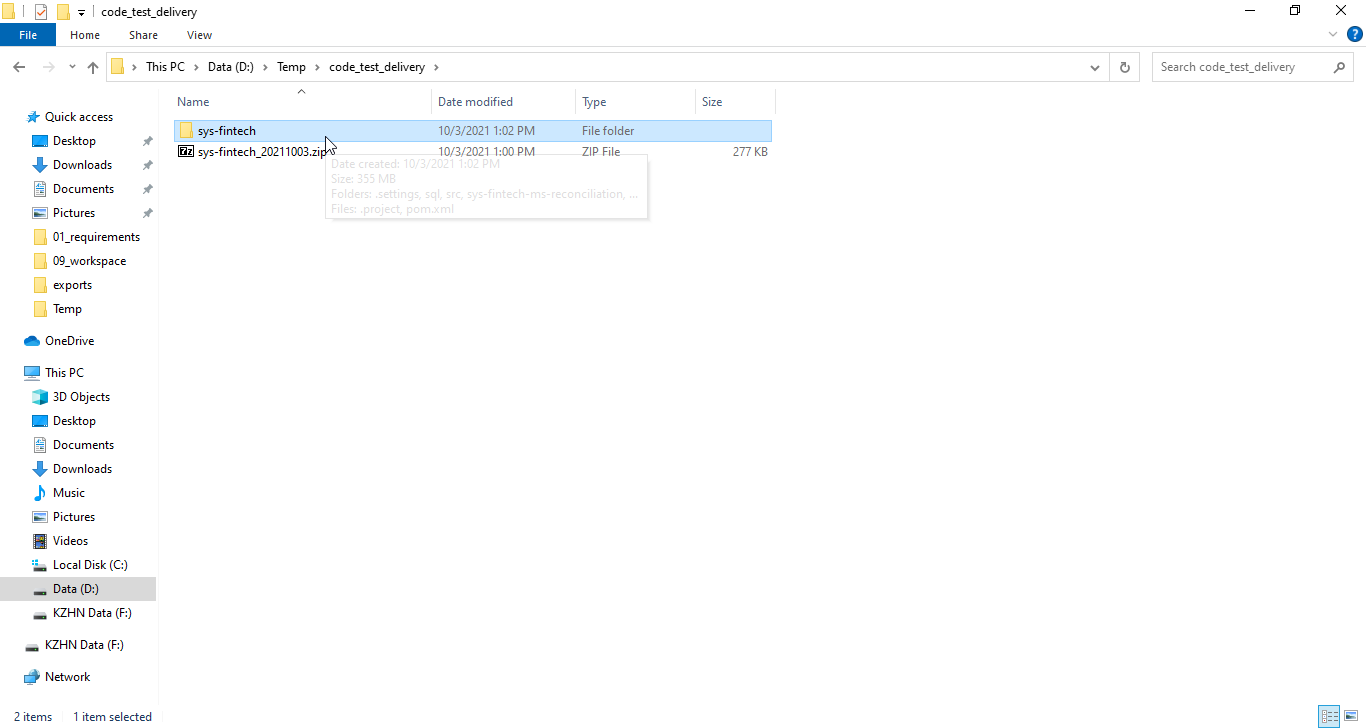 code_test_delivery
File Home Share View
This PC Data (D:) Temp code_test_delivery
Search code_test_delivery
Name Date modified Type Size
sys-fintech 10/3/2021 1:02 PM File folder
sys-fintech_20211003.zip 10/3/2021 1:00 PM ZIP File 277 KB
Date created: 10/3/2021 1:02 PM
Size: 355 MB
Folders: .settings, sql, src, sys-fintech-ms-reconciliation, ...
Files: .project, pom.xml
Quick access
Desktop
Downloads
Documents
Pictures
01_requirements
09_workspace
exports
Temp
OneDrive
This PC
3D Objects
Desktop
Documents
Downloads
Music
Pictures
Videos
Local Disk (C:)
Data (D:)
KZHN Data (F:)
KZHN Data (F:)
Network
2 items 1 item selected